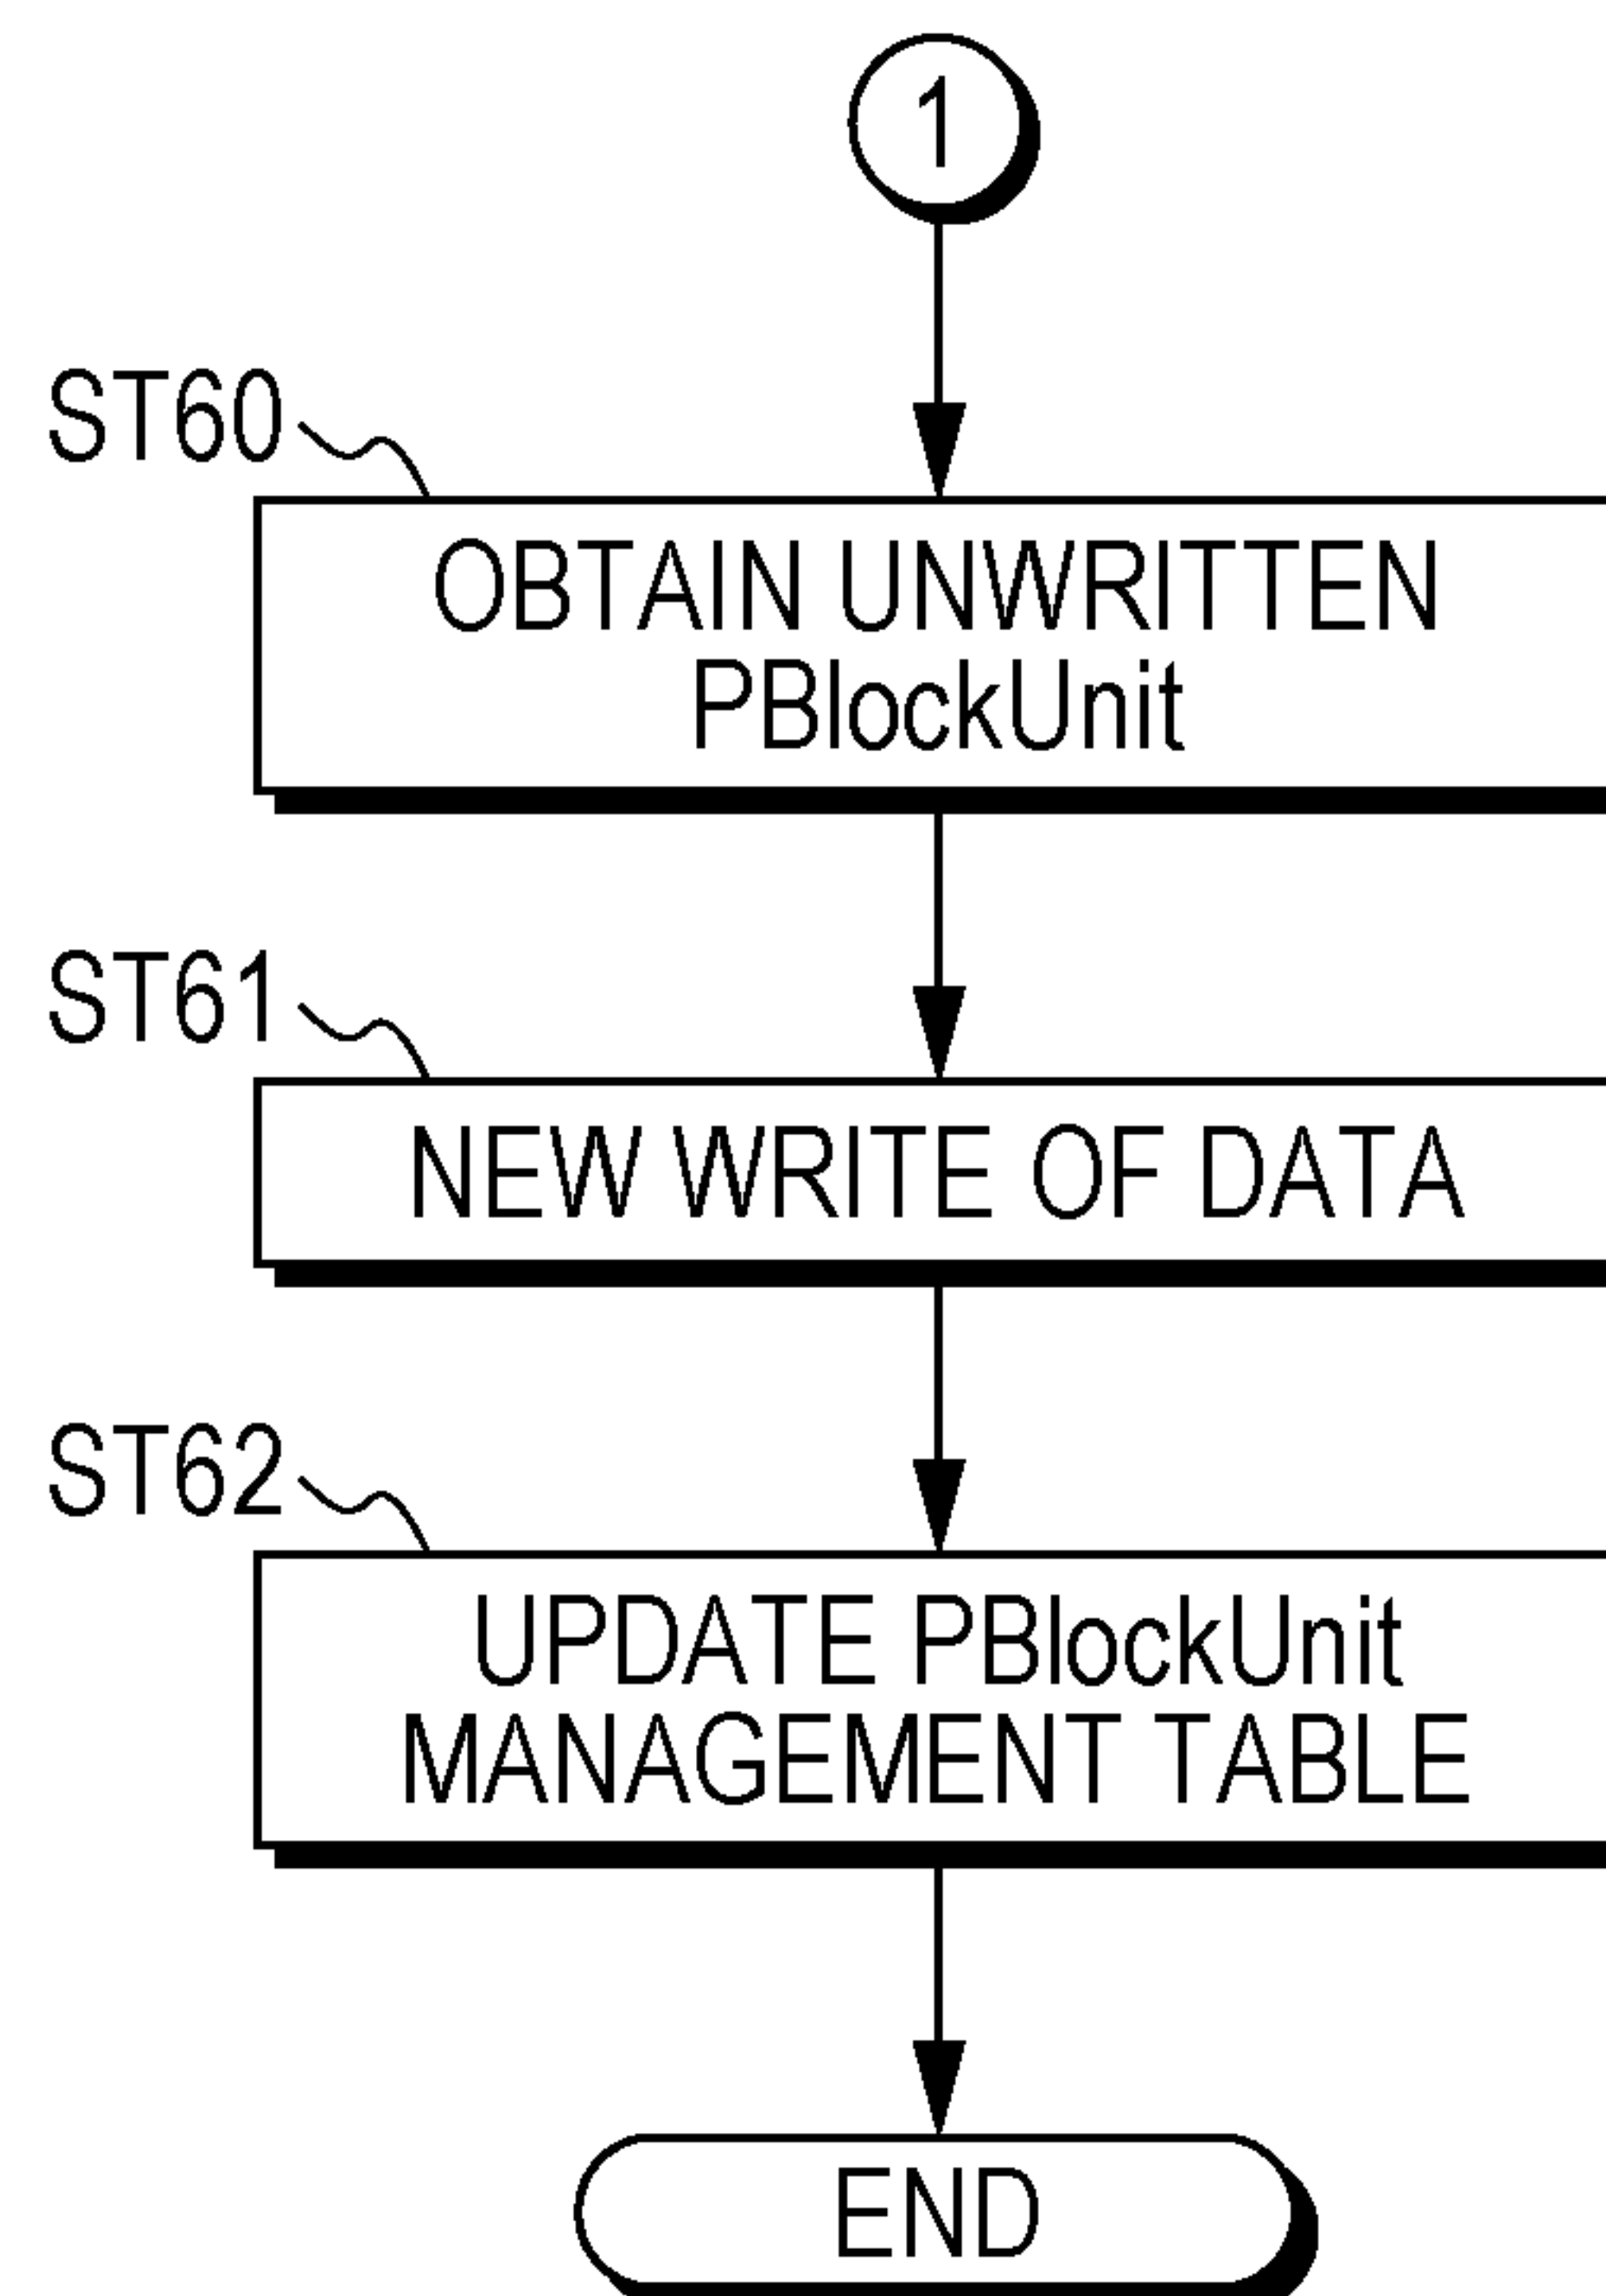 1
ST60
OBTAIN UNWRITTEN
PBlockUnit
ST61
NEW WRITE OF DATA
ST62
UPDATE PBlockUnit
MANAGEMENT TABLE
END